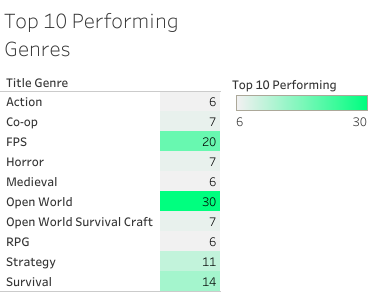 Top 10 Performing
Genres
Title Genre
Action 6
Co-op 7
FPS 20
Horror 7
Medieval 6
Open World 30
Open World Survival Craft 7
RPG 6
Strategy 11
Survival 14
Top 10 Performing
6 30